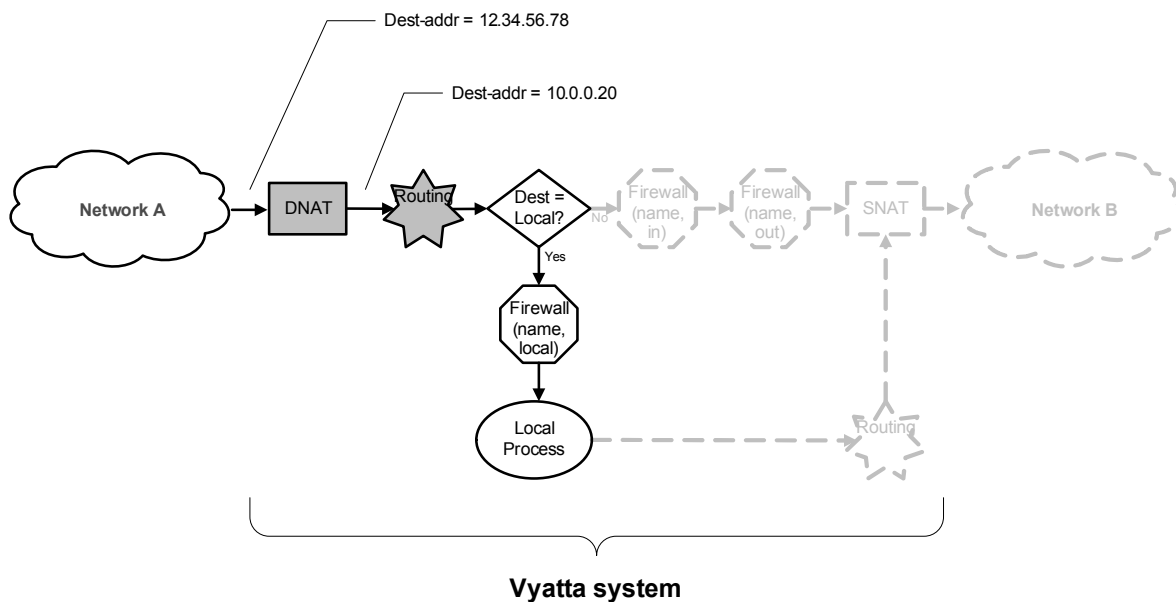 Dest-addr = 12.34.56.78
Dest-addr = 10.0.0.20
Network A
DNAT
Routing
Dest =
Local?
No
Firewall
(name,
in)
Firewall
(name,
out)
SNAT
Network B
Yes
Firewall
(name,
local)
Local
Process
Routing
Vyatta system